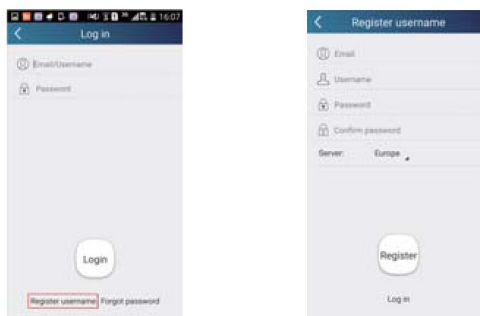 16:07
Log in
Email/Username
Password
Login
Register username Forgot password
Register username
Email
Username
Password
Confirm password
Server: Europe
Register
Log in